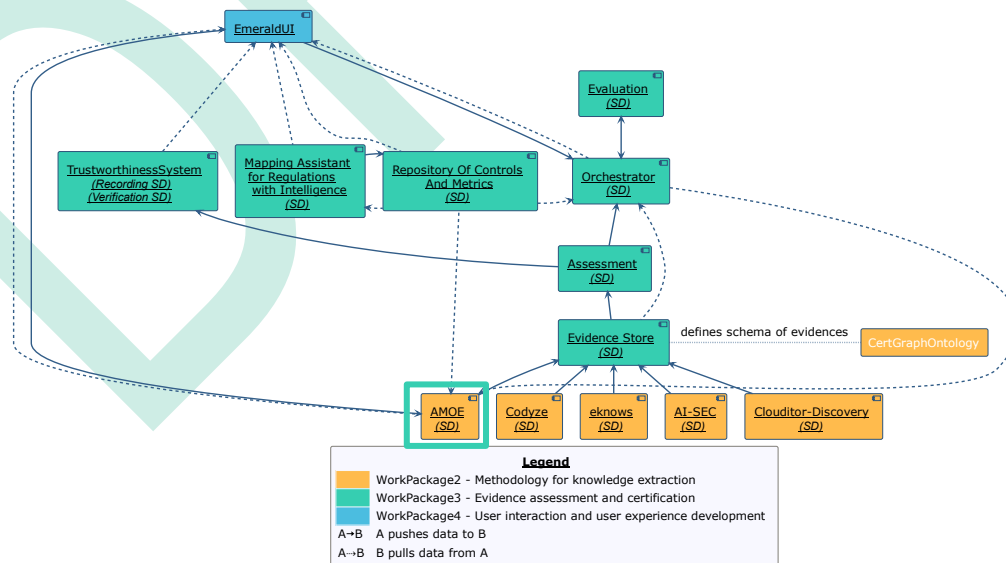 EmeraldUI
Evaluation
(SD)
TrustworthinessSystem
(Recording SD)
(Verification SD)
Mapping Assistant
for Regulations
with Intelligence
(SD)
Repository Of Controls
And Metrics
(SD)
Orchestrator
(SD)
Assessment
(SD)
Evidence Store
(SD)
defines schema of evidences
CertGraphOntology
AMOE
(SD)
Codyze
(SD)
eknows
(SD)
AI-SEC
(SD)
Clouditor-Discovery
(SD)
Legend
WorkPackage2 - Methodology for knowledge extraction
WorkPackage3 - Evidence assessment and certification
WorkPackage4 - User interaction and user experience development
A→B A pushes data to B
A⇢B B pulls data from A